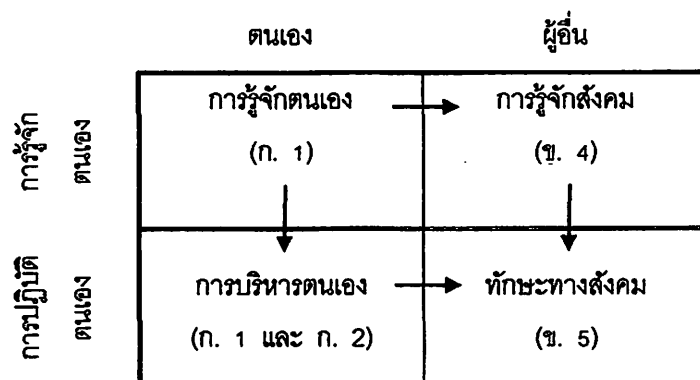 ตนเอง ผู้อื่น
การรู้จัก
ตนเอง
การรู้จักตนเอง การรู้จักสังคม
(ก. 1) (ข. 4)
การปฏิบัติ
ตนเอง
การบริหารตนเอง ทักษะทางสังคม
(ก. 1 และ ก. 2) (ข. 5)